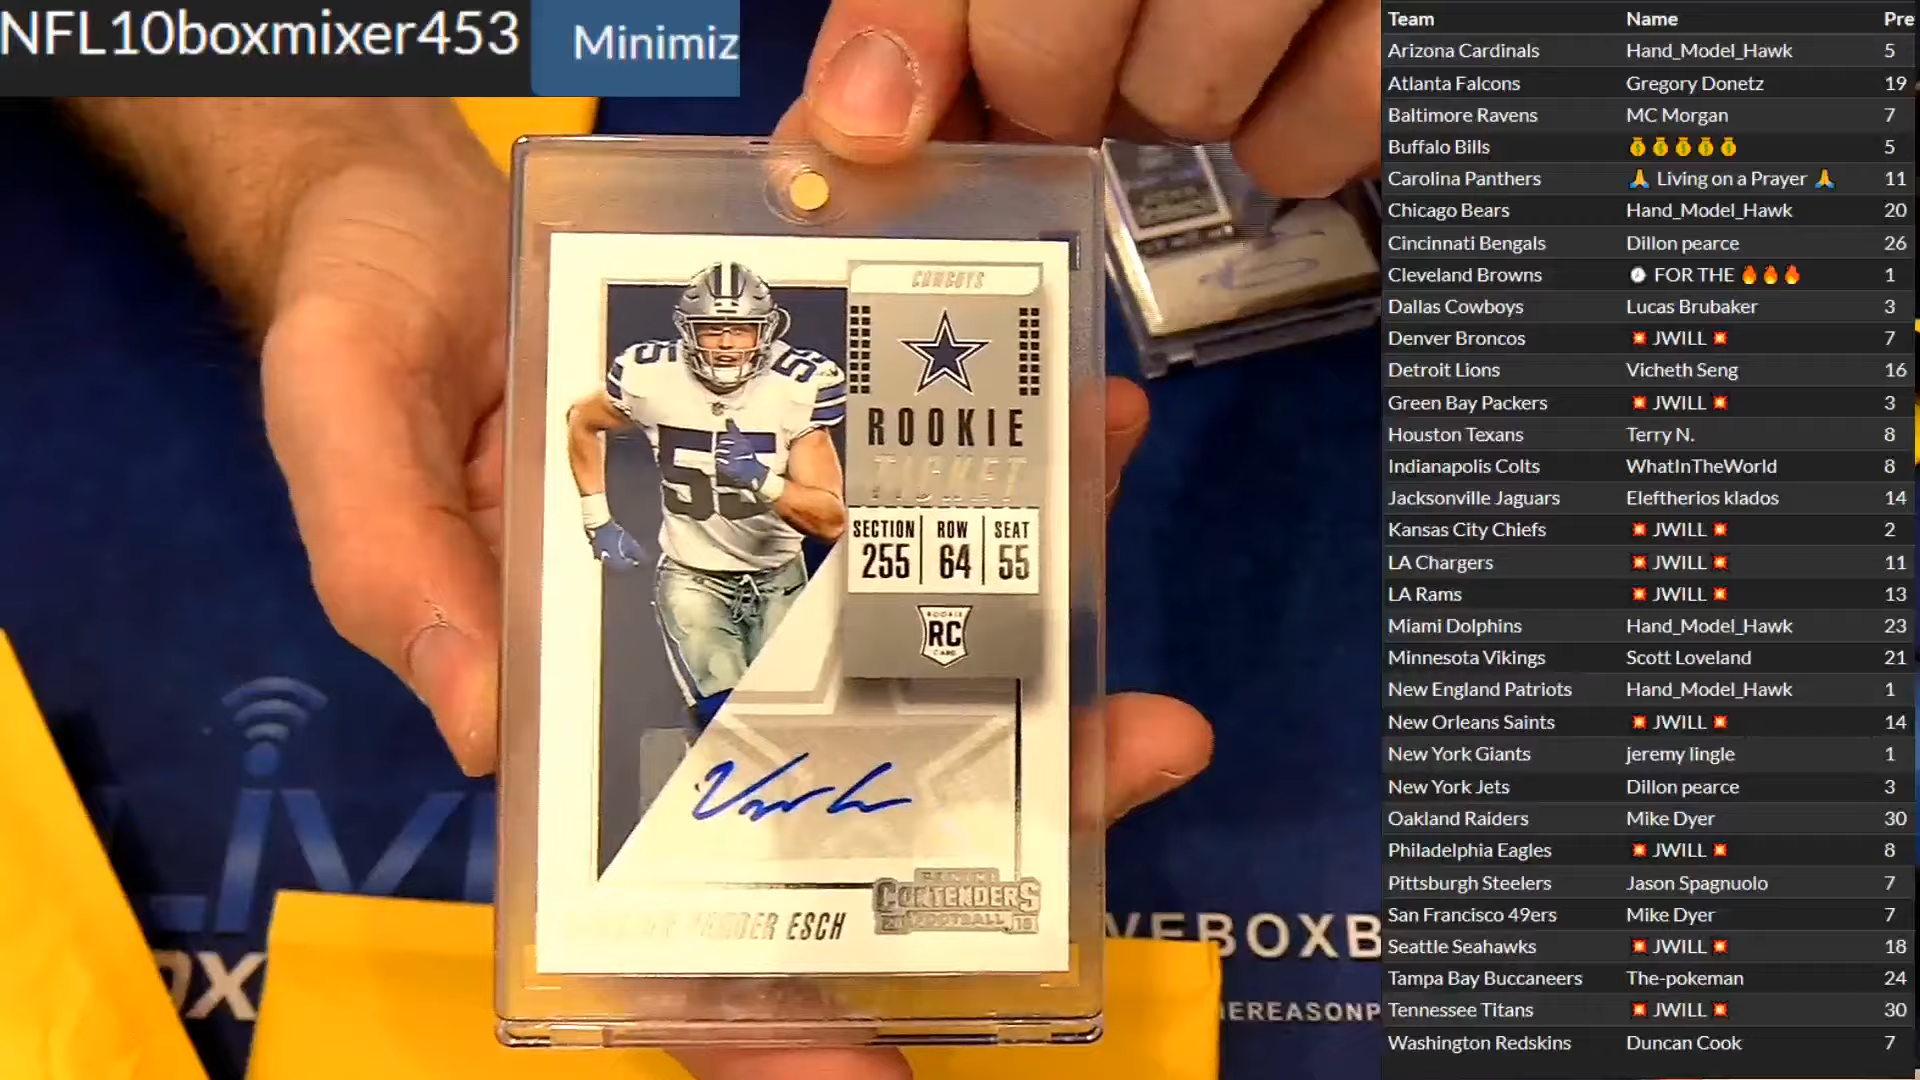 NFL10boxmixer453 Minimiz
COWBOYS
ROOKIE
TICKET
SECTION ROW SEAT
255 64 55
ROOKIE
RC
CARD
55
PANINI
CONTENDERS
FOOTBALL
VANDER ESCH
Team Name Pre
Arizona Cardinals Hand_Model_Hawk 5
Atlanta Falcons Gregory Donetz 19
Baltimore Ravens MC Morgan 7
Buffalo Bills 💰💰💰💰💰 5
Carolina Panthers 🙏 Living on a Prayer 🙏 11
Chicago Bears Hand_Model_Hawk 20
Cincinnati Bengals Dillon pearce 26
Cleveland Browns 🕐 FOR THE 🔥🔥🔥 1
Dallas Cowboys Lucas Brubaker 3
Denver Broncos 💥 JWILL 💥 7
Detroit Lions Vicheth Seng 16
Green Bay Packers 💥 JWILL 💥 3
Houston Texans Terry N. 8
Indianapolis Colts WhatInTheWorld 8
Jacksonville Jaguars Eleftherios klados 14
Kansas City Chiefs 💥 JWILL 💥 2
LA Chargers 💥 JWILL 💥 11
LA Rams 💥 JWILL 💥 13
Miami Dolphins Hand_Model_Hawk 23
Minnesota Vikings Scott Loveland 21
New England Patriots Hand_Model_Hawk 1
New Orleans Saints 💥 JWILL 💥 14
New York Giants jeremy lingle 1
New York Jets Dillon pearce 3
Oakland Raiders Mike Dyer 30
Philadelphia Eagles 💥 JWILL 💥 8
Pittsburgh Steelers Jason Spagnuolo 7
San Francisco 49ers Mike Dyer 7
Seattle Seahawks 💥 JWILL 💥 18
Tampa Bay Buccaneers The-pokeman 24
Tennessee Titans 💥 JWILL 💥 30
Washington Redskins Duncan Cook 7